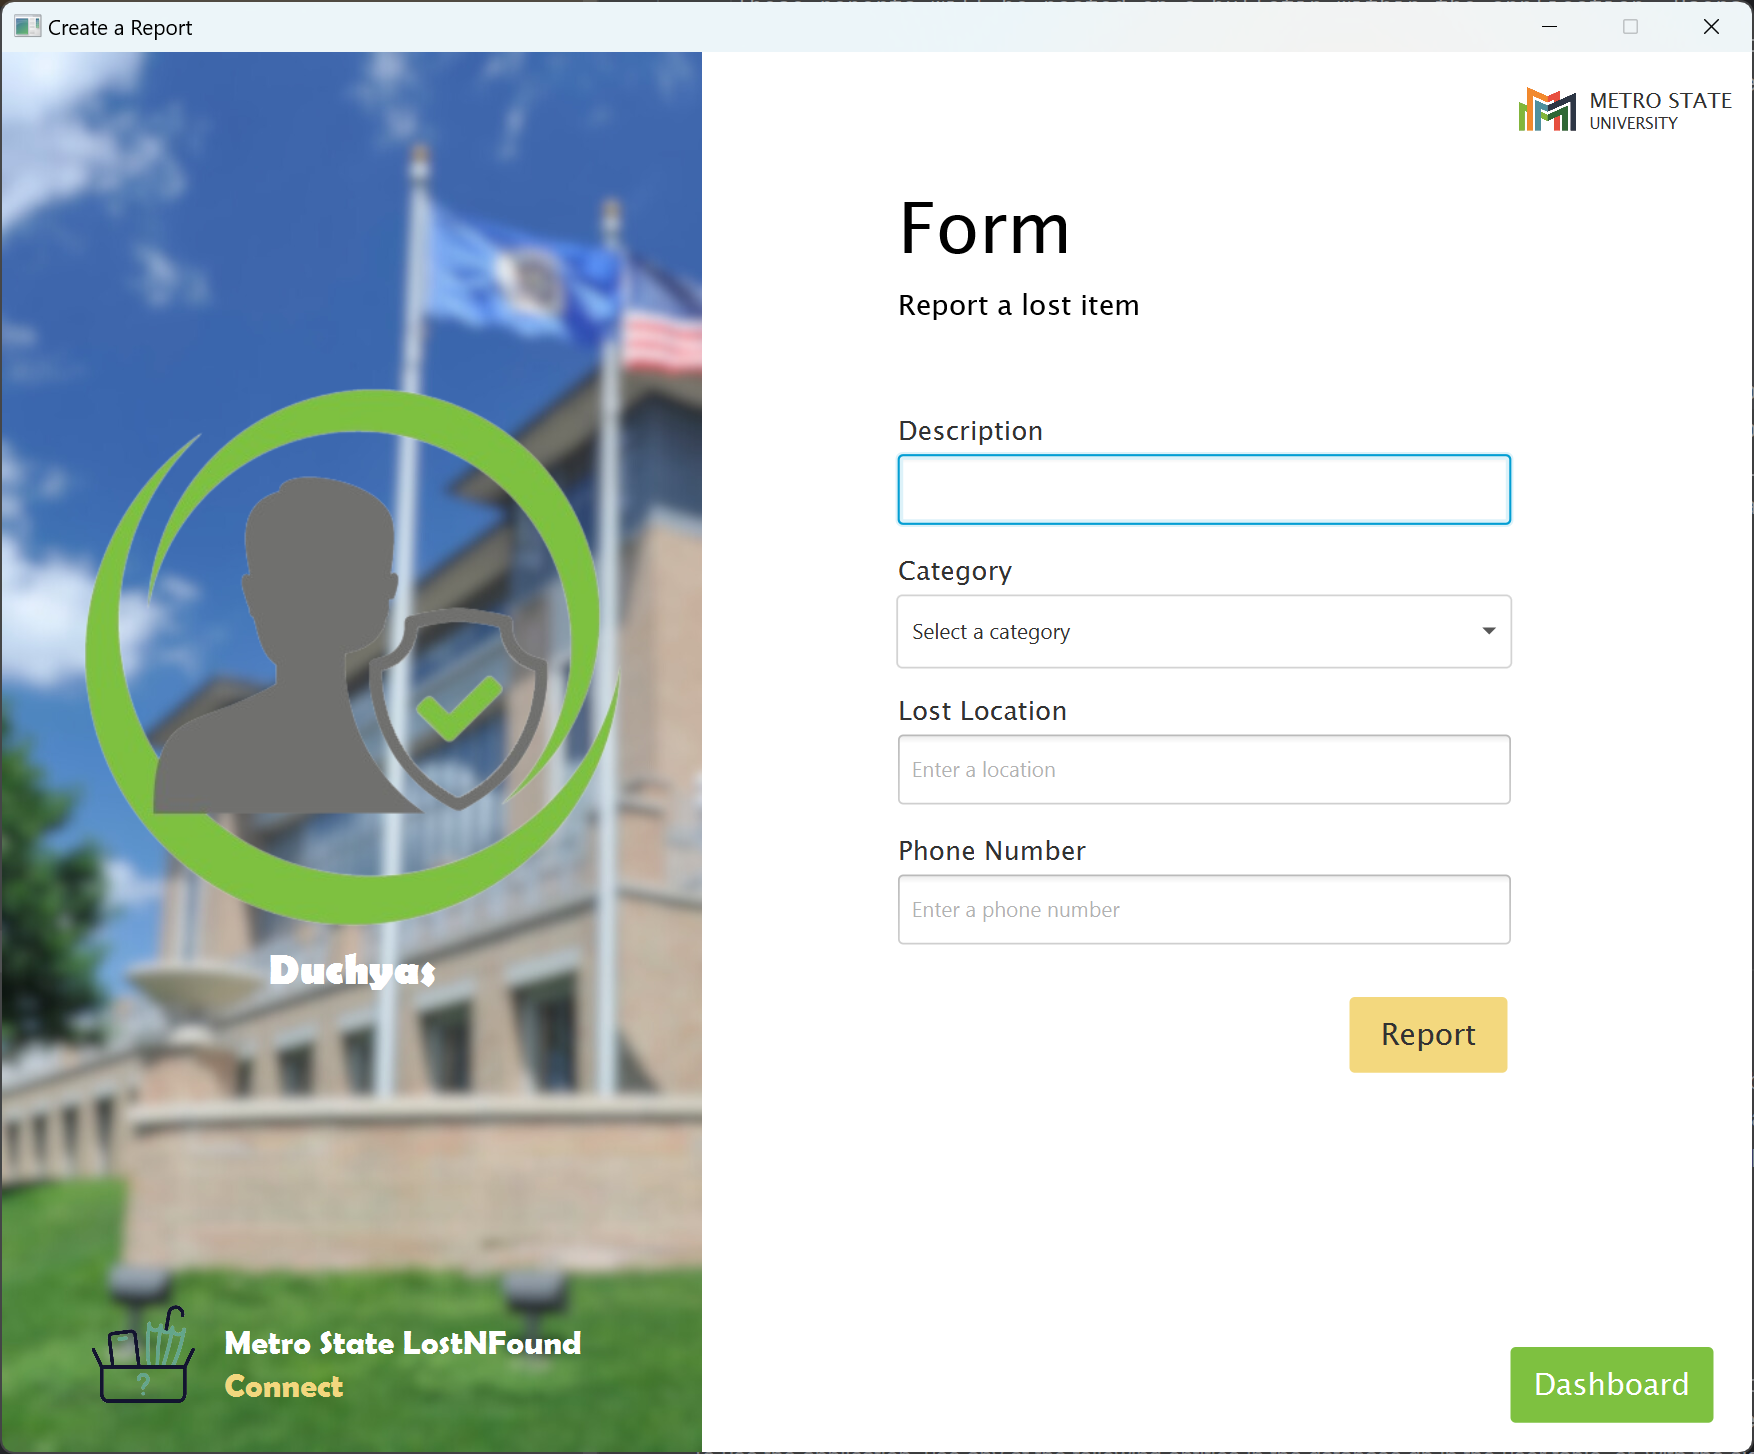 Create a Report
METRO STATE
UNIVERSITY
Form
Report a lost item
Description
Category
Select a category
Lost Location
Enter a location
Phone Number
Enter a phone number
Report
Dashboard
Duchyas
?
Metro State LostNFound
Connect